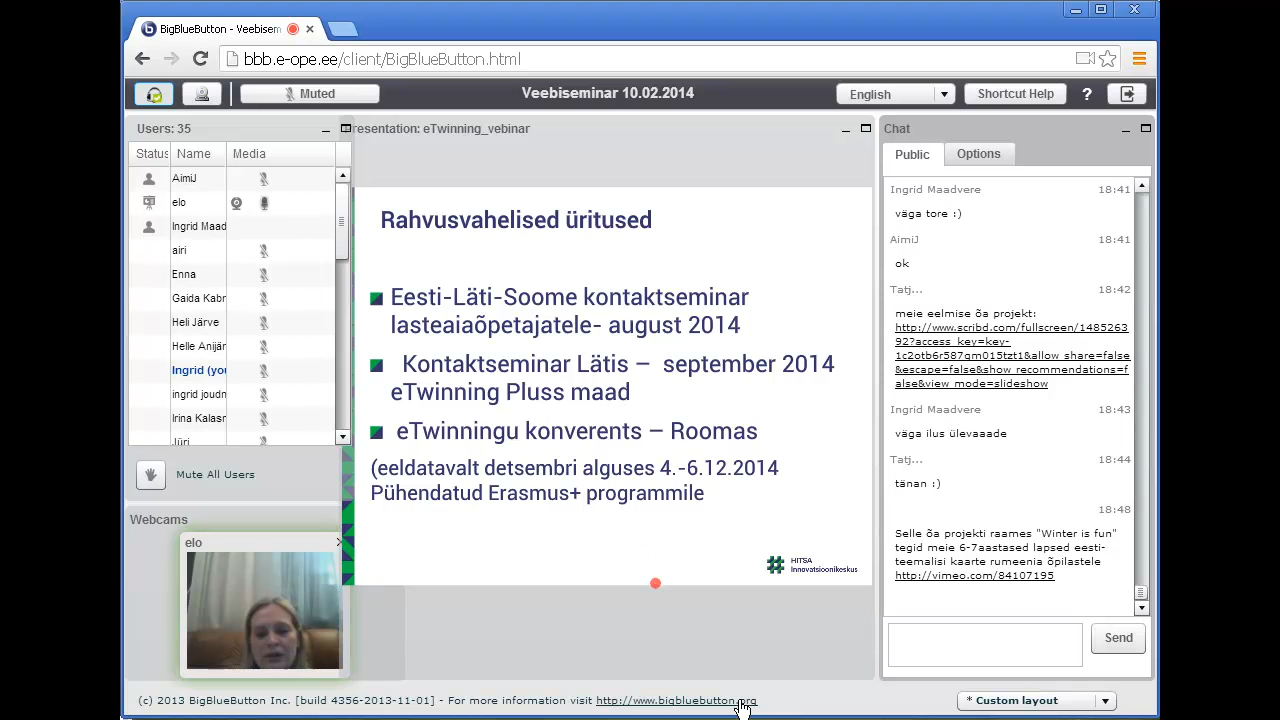 BigBlueButton - Veebisem
bbb.e-ope.ee/client/BigBlueButton.html
Muted
Veebiseminar 10.02.2014
English
Shortcut Help
?
Users: 35
Status Name Media
AimiJ
elo
Ingrid Maad
airi
Enna
Gaida Kabr
Heli Järve
Helle Anijär
Ingrid (you
ingrid joudn
Irina Kalasn
Jüri
Mute All Users
Webcams
elo
resentation: eTwinning_vebinar
Rahvusvahelised üritused
Eesti-Läti-Soome kontaktseminar
lasteaiaõpetajatele- august 2014
Kontaktseminar Lätis – september 2014
eTwinning Pluss maad
eTwinningu konverents – Roomas
(eeldatavalt detsembri alguses 4.-6.12.2014
Pühendatud Erasmus+ programmile
HITSA
Innovatsioonikeskus
Chat
Public Options
Ingrid Maadvere 18:41
väga tore :)
AimiJ 18:41
ok
Tatj... 18:42
meie eelmise õa projekt:
http://www.scribd.com/fullscreen/1485263
92?access_key=key-
1c2otb6r587qm015tzt1&allow_share=false
&escape=false&show_recommendations=f
alse&view_mode=slideshow
Ingrid Maadvere 18:43
väga ilus ülevaaade
Tatj... 18:44
tänan :)
18:48
Selle õa projekti raames "Winter is fun"
tegid meie 6-7aastased lapsed eesti-
teemalisi kaarte rumeenia õpilastele
http://vimeo.com/84107195
Send
(c) 2013 BigBlueButton Inc. [build 4356-2013-11-01] - For more information visit http://www.bigbluebutton.org
* Custom layout